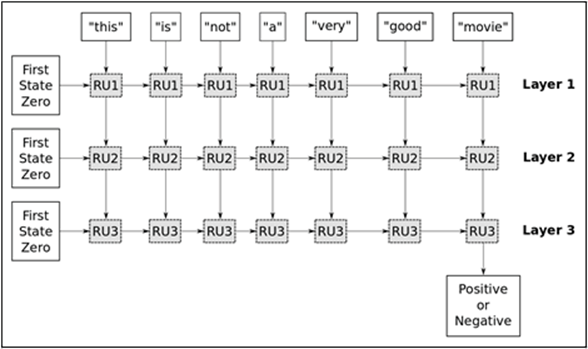 "this" "is" "not" "a" "very" "good" "movie"
First
State
Zero
RU1 RU1 RU1 RU1 RU1 RU1 RU1 Layer 1
First
State
Zero
RU2 RU2 RU2 RU2 RU2 RU2 RU2 Layer 2
First
State
Zero
RU3 RU3 RU3 RU3 RU3 RU3 RU3 Layer 3
Positive
or
Negative